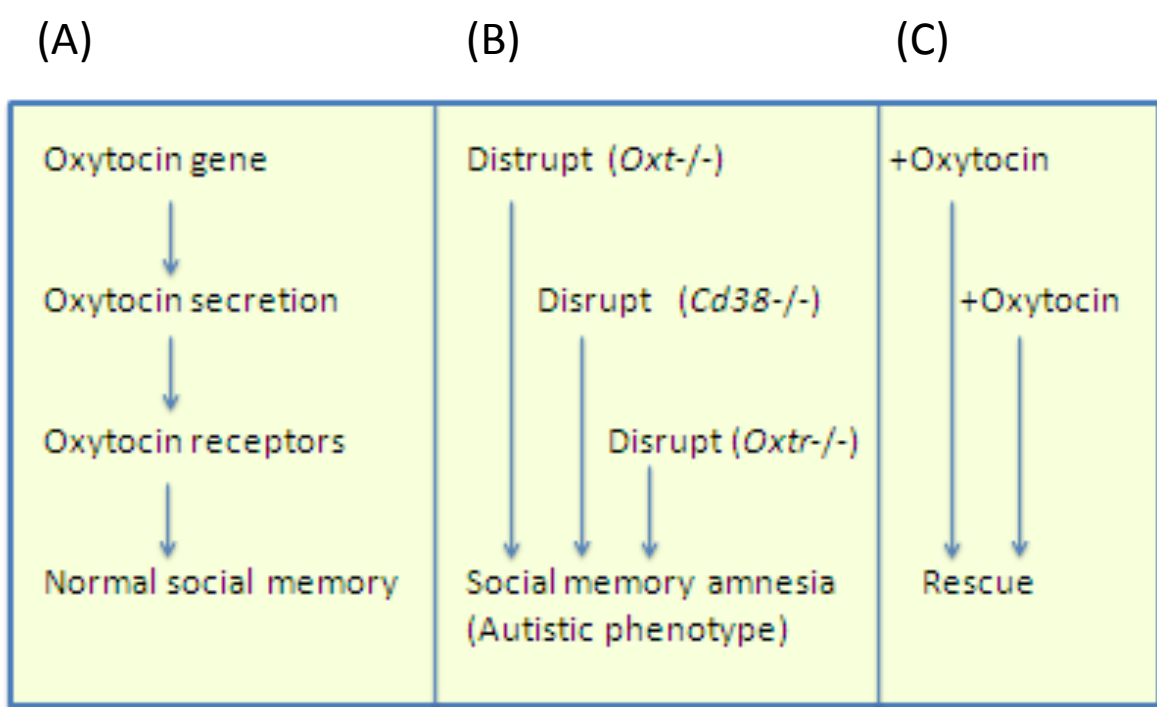 (A)
(B)
(C)
Oxytocin gene
Oxytocin secretion
Oxytocin receptors
Normal social memory
Distrupt (Oxt-/-)
Disrupt (Cd38-/-)
Disrupt (Oxtr-/-)
Social memory amnesia
(Autistic phenotype)
+Oxytocin
+Oxytocin
Rescue